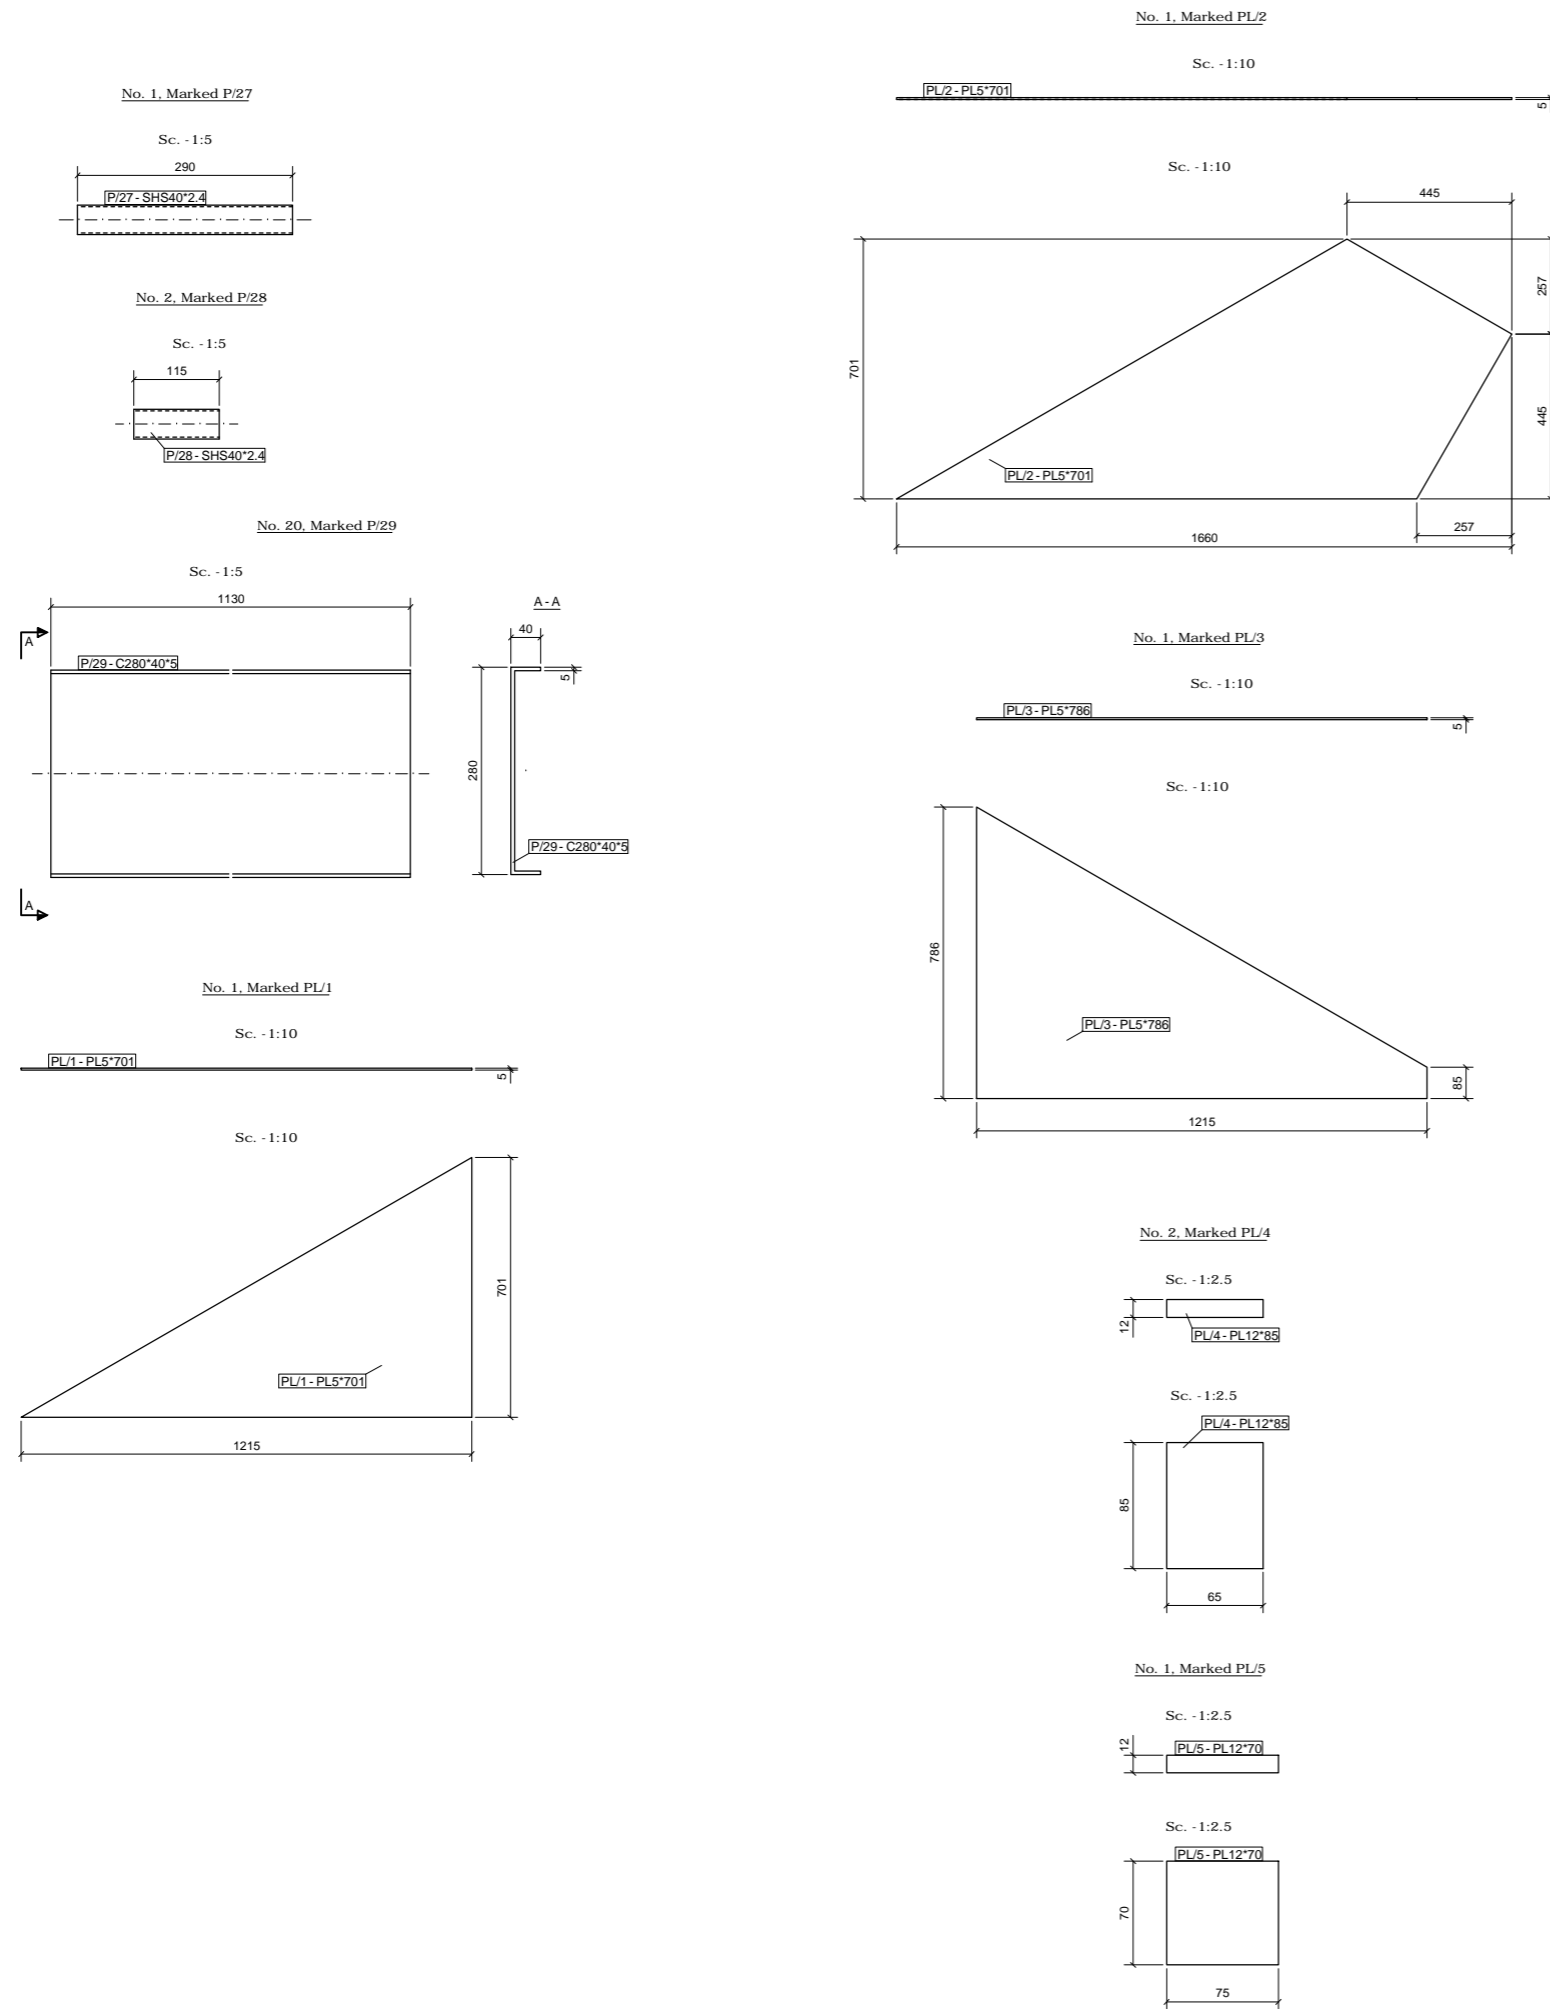 No. 1, Marked P/27
Sc. - 1:5
290
P/27 - SHS40*2.4
No. 2, Marked P/28
Sc. - 1:5
115
P/28 - SHS40*2.4
No. 20, Marked P/29
Sc. - 1:5
1130
A
P/29 - C280*40*5
A
A - A
40
5
280
P/29 - C280*40*5
No. 1, Marked PL/1
Sc. - 1:10
PL/1 - PL5*701
5
Sc. - 1:10
701
PL/1 - PL5*701
1215
No. 1, Marked PL/2
Sc. - 1:10
PL/2 - PL5*701
5
Sc. - 1:10
445
257
701
445
PL/2 - PL5*701
257
1660
No. 1, Marked PL/3
Sc. - 1:10
PL/3 - PL5*786
5
Sc. - 1:10
786
PL/3 - PL5*786
85
1215
No. 2, Marked PL/4
Sc. - 1:2.5
12
PL/4 - PL12*85
Sc. - 1:2.5
PL/4 - PL12*85
85
65
No. 1, Marked PL/5
Sc. - 1:2.5
12
PL/5 - PL12*70
Sc. - 1:2.5
PL/5 - PL12*70
70
75